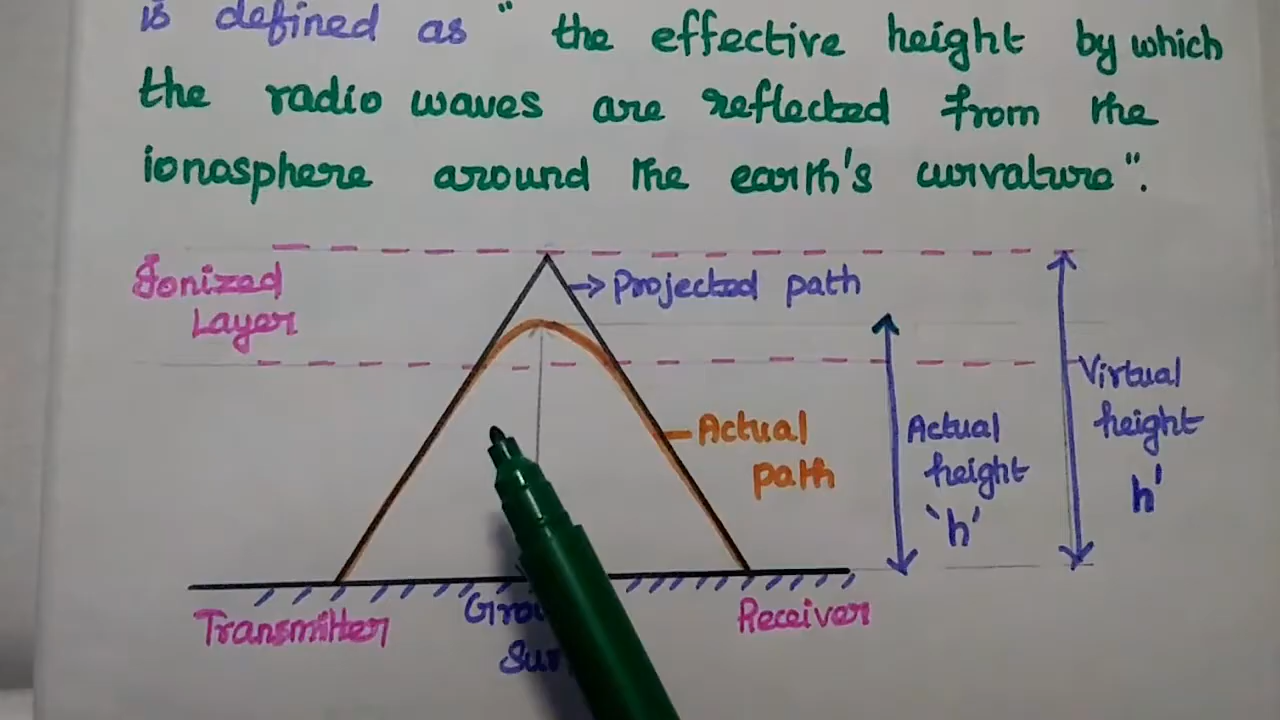 is defined as " the effective height by which
the radio waves are reflected from the
ionosphere around the earth's curvature".
Ionized
Layer
Projected path
Actual
path
Actual
height
'h'
Virtual
height
h'
Transmitter
Receiver